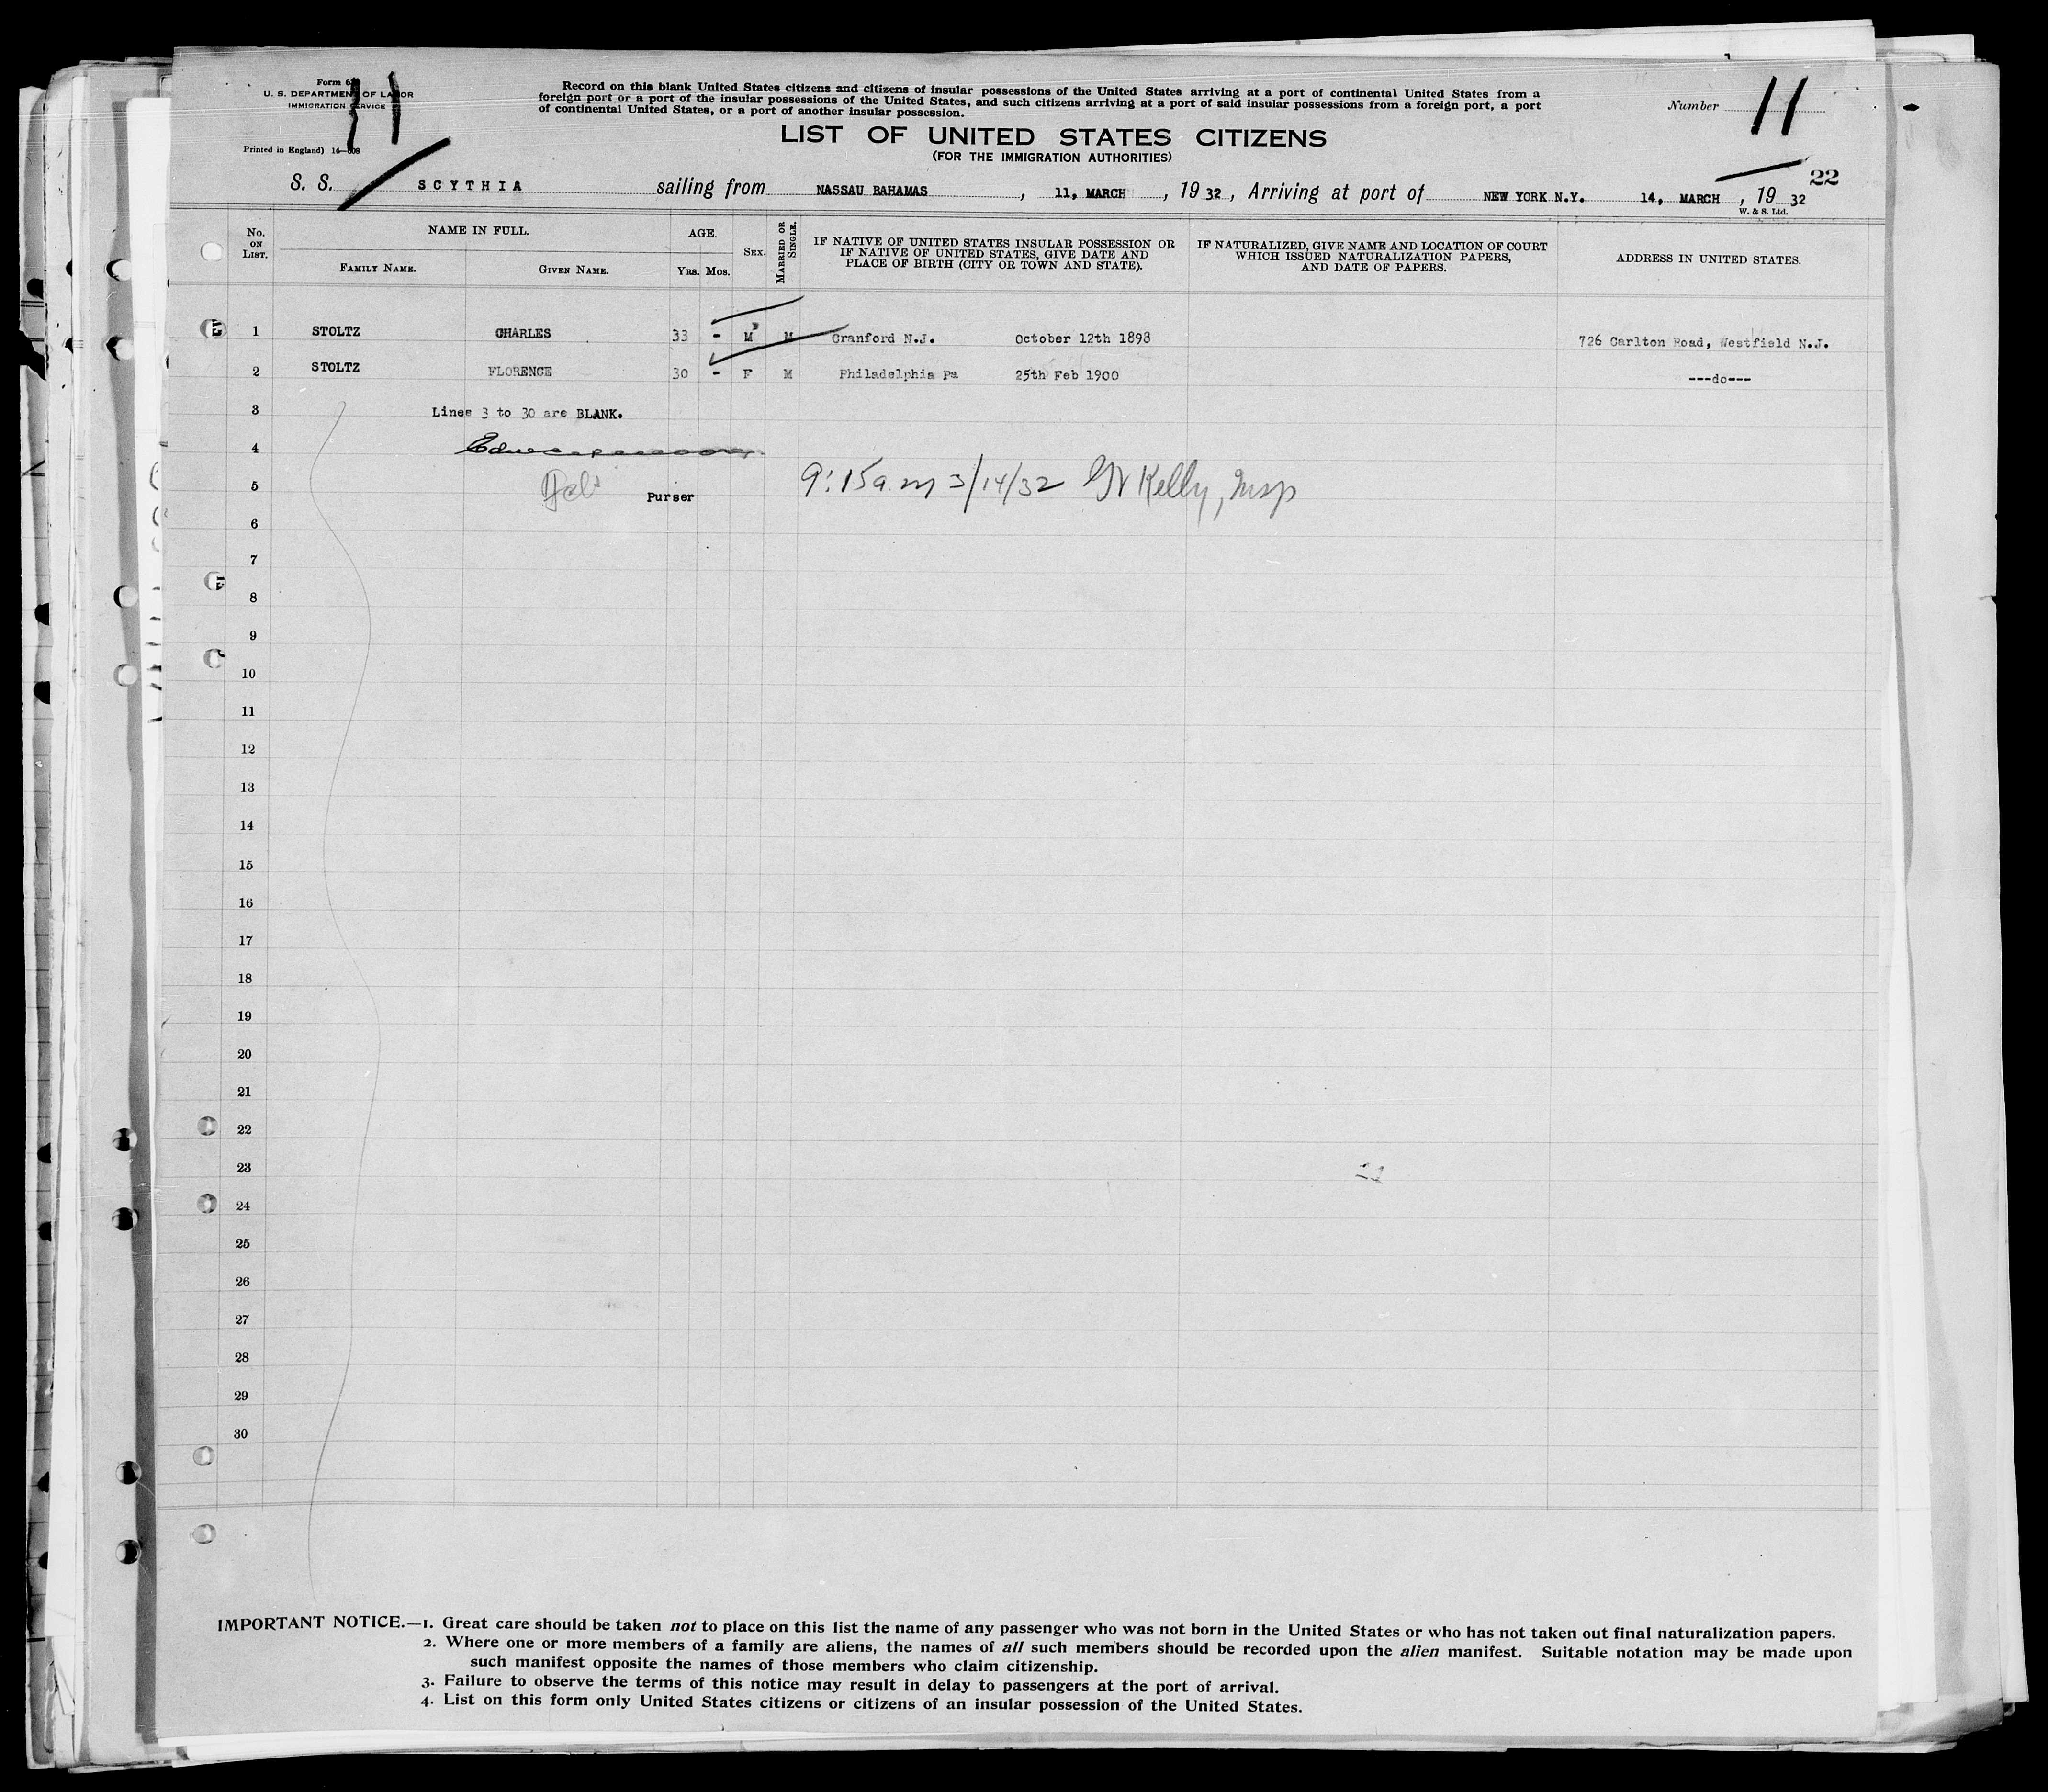 Form 6
U. S. DEPARTMENT OF LABOR
IMMIGRATION SERVICE
Printed in England) 14—608
11
Record on this blank United States citizens and citizens of insular possessions of the United States arriving at a port of continental United States from a
foreign port or a port of the insular possessions of the United States, and such citizens arriving at a port of said insular possessions from a foreign port, a port
of continental United States, or a port of another insular possession.
Number 11
LIST OF UNITED STATES CITIZENS
(FOR THE IMMIGRATION AUTHORITIES)
22
S. S. SCYTHIA sailing from NASSAU BAHAMAS, 11, MARCH, 19 32, Arriving at port of NEW YORK N.Y. 14, MARCH, 19 32
W. & S. Ltd.
No. ON LIST.
NAME IN FULL.
FAMILY NAME.
GIVEN NAME.
AGE.
YRS. MOS.
SEX.
MARRIED OR SINGLE.
IF NATIVE OF UNITED STATES INSULAR POSSESSION OR
IF NATIVE OF UNITED STATES, GIVE DATE AND
PLACE OF BIRTH (CITY OR TOWN AND STATE).
IF NATURALIZED, GIVE NAME AND LOCATION OF COURT
WHICH ISSUED NATURALIZATION PAPERS,
AND DATE OF PAPERS.
ADDRESS IN UNITED STATES.
1 STOLTZ CHARLES 33 - M M Cranford N.J. October 12th 1898 726 Carlton Road, Westfield N.J.
2 STOLTZ FLORENCE 30 - F M Philadelphia Pa 25th Feb 1900 ---do---
3 Lines 3 to 30 are BLANK.
4
5 Purser 9:15 a.m 3/14/32 Kelly, Insp
6
7
8
9
10
11
12
13
14
15
16
17
18
19
20
21
22
23
24
25
26
27
28
29
30
IMPORTANT NOTICE.—1. Great care should be taken not to place on this list the name of any passenger who was not born in the United States or who has not taken out final naturalization papers.
2. Where one or more members of a family are aliens, the names of all such members should be recorded upon the alien manifest. Suitable notation may be made upon
such manifest opposite the names of those members who claim citizenship.
3. Failure to observe the terms of this notice may result in delay to passengers at the port of arrival.
4. List on this form only United States citizens or citizens of an insular possession of the United States.